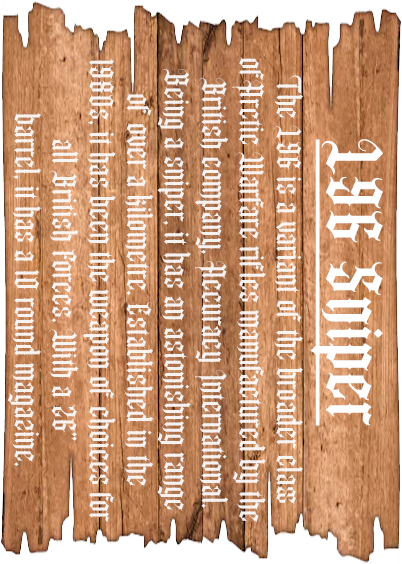 L96 Sniper
The L96 is a variant of the broader class
of Arctic Warfare rifles manufactured by the
British company Accuracy International.
Being a sniper it has an astonishing range
of over a kilometre. Established in the
1980s it has been the weapon of choices for
all British forces. With a 26"
barrel it has a 10 round magazine.